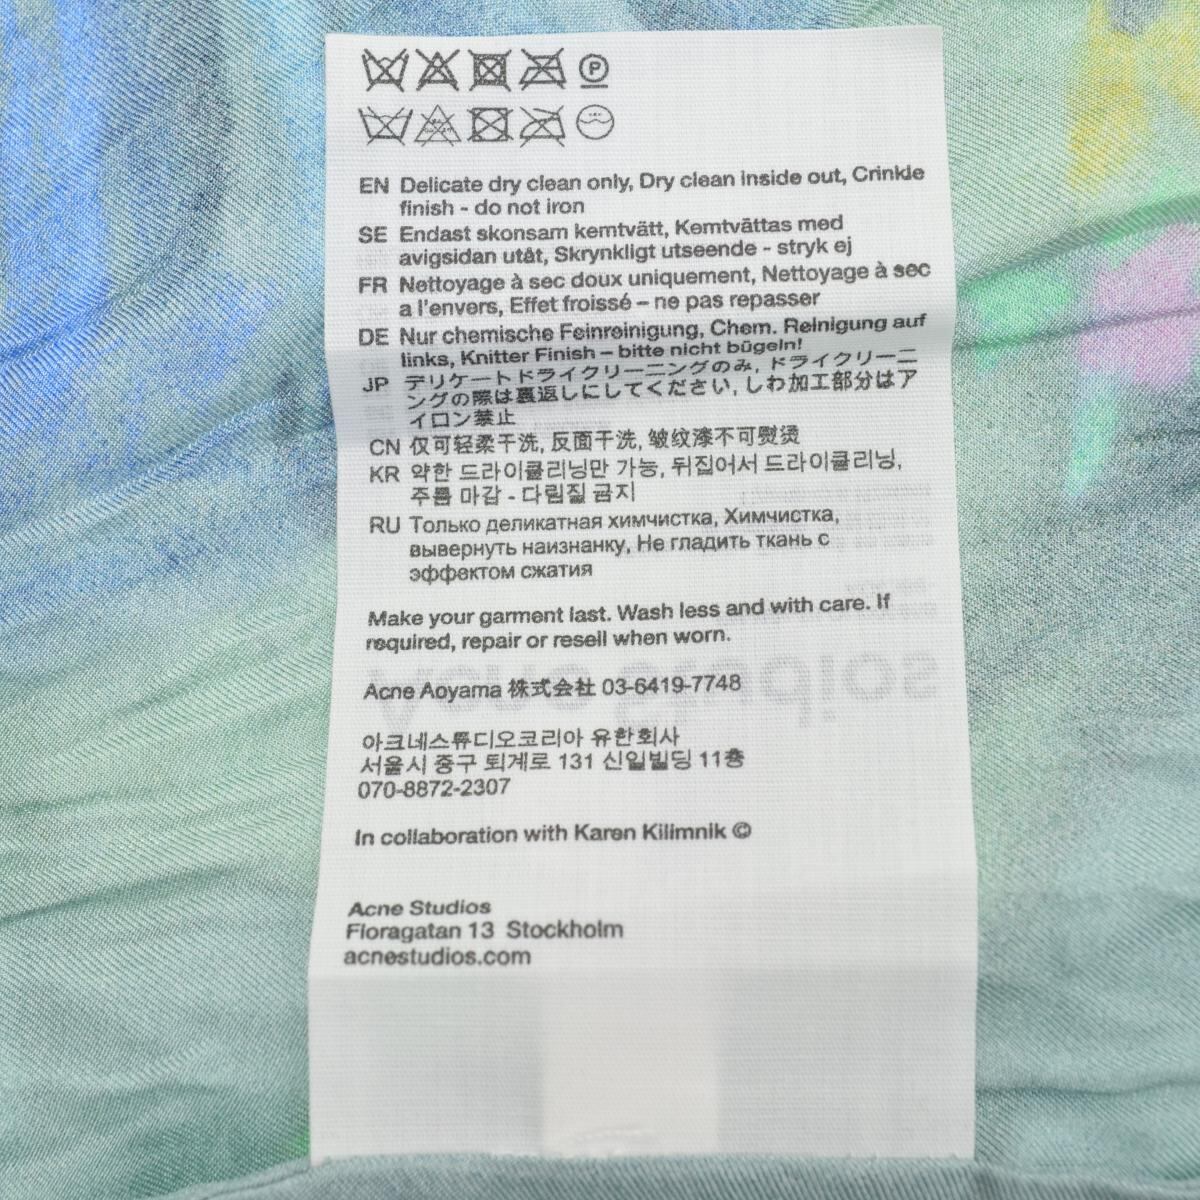 P
EN Delicate dry clean only, Dry clean inside out, Crinkle
finish - do not iron
SE Endast skonsam kemtvätt, Kemtvättas med
avigsidan utåt, Skrynkligt utseende - stryk ej
FR Nettoyage à sec doux uniquement, Nettoyage à sec
a l'envers, Effet froissé – ne pas repasser
DE Nur chemische Feinreinigung, Chem. Reinigung auf
links, Knitter Finish – bitte nicht bügeln!
JP デリケートドライクリーニングのみ, ドライクリーニ
ングの際は裏返しにしてください, しわ加工部分はア
イロン禁止
CN 仅可轻柔干洗, 反面干洗, 皱纹漆不可熨烫
KR 약한 드라이클리닝만 가능, 뒤집어서 드라이클리닝,
주름 마감 - 다림질 금지
RU Только деликатная химчистка, Химчистка,
вывернуть наизнанку, Не гладить ткань с
эффектом сжатия
Make your garment last. Wash less and with care. If
required, repair or resell when worn.
Acne Aoyama 株式会社 03-6419-7748
아크네스튜디오코리아 유한회사
서울시 중구 퇴계로 131 신일빌딩 11층
070-8872-2307
In collaboration with Karen Kilimnik ©
Acne Studios
Floragatan 13 Stockholm
acnestudios.com